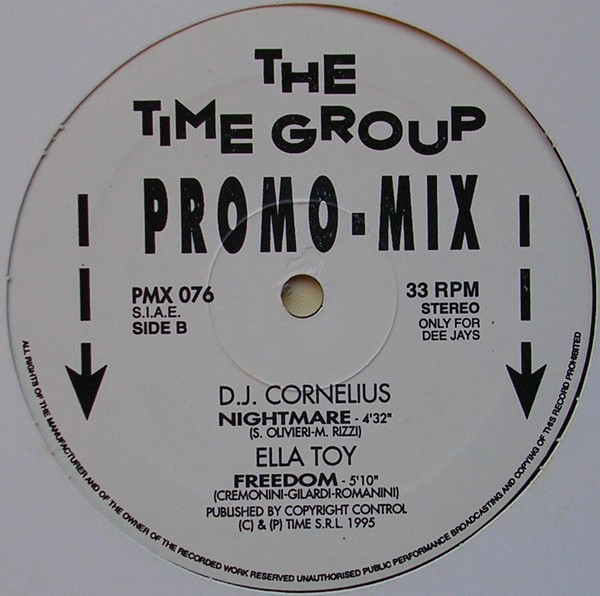 THE
TIME GROUP
PROMO-MIX
PMX 076
S.I.A.E.
SIDE B
33 RPM
STEREO
ONLY FOR
DEE JAYS
D.J. CORNELIUS
NIGHTMARE - 4'32"
(S. OLIVIERI-M. RIZZI)
ELLA TOY
FREEDOM - 5'10"
(CREMONINI-GILARDI-ROMANINI)
PUBLISHED BY COPYRIGHT CONTROL
(C) & (P) TIME S.R.L. 1995
ALL RIGHTS OF THE MANUFACTURER AND OF THE OWNER OF THE RECORDED WORK RESERVED UNAUTHORISED PUBLIC PERFORMANCE BROADCASTING AND COPYING OF THIS RECORD PROHIBITED